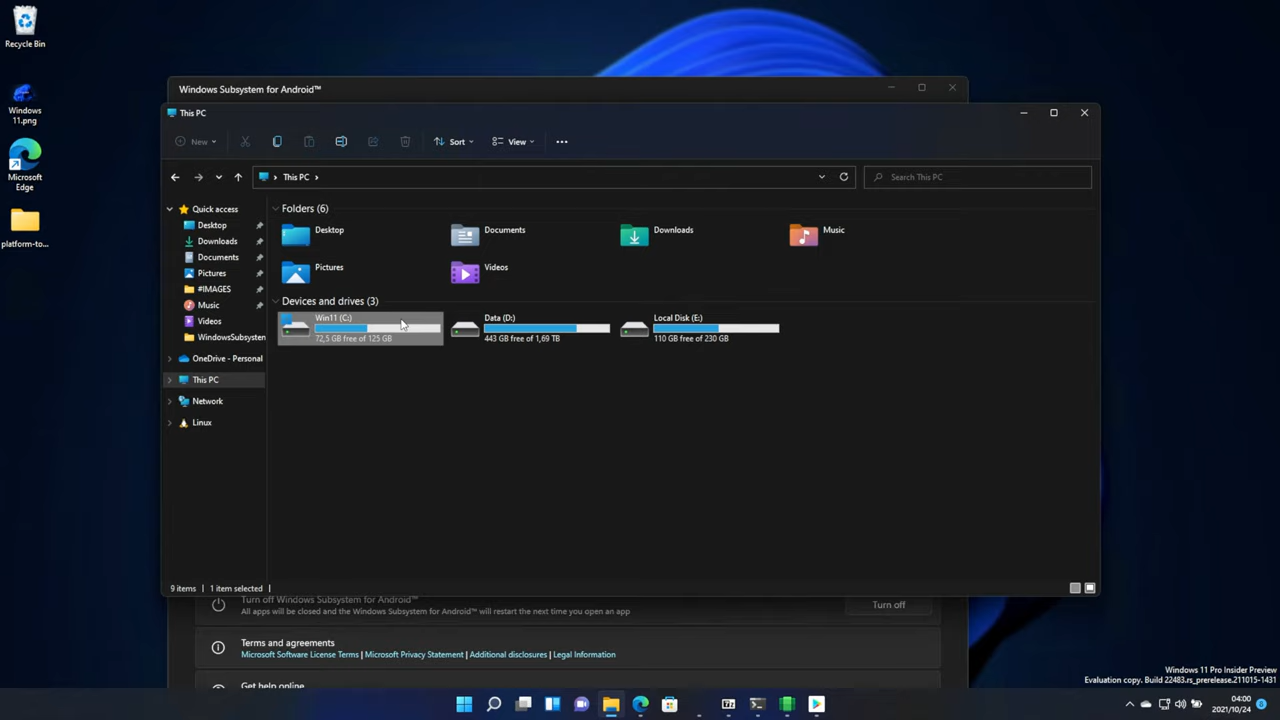 Recycle Bin
Windows
11.png
Microsoft
Edge
platform-to...
Windows Subsystem for Android™
This PC
New
Sort
View
This PC
Search This PC
Quick access
Desktop
Downloads
Documents
Pictures
#IMAGES
Music
Videos
WindowsSubsystem
OneDrive - Personal
This PC
Network
Linux
Folders (6)
Desktop
Documents
Downloads
Music
Pictures
Videos
Devices and drives (3)
Win11 (C:)
72,5 GB free of 125 GB
Data (D:)
443 GB free of 1,69 TB
Local Disk (E:)
110 GB free of 230 GB
9 items
1 item selected
Turn off Windows Subsystem for Android™
All apps will be closed and the Windows Subsystem for Android™ will restart the next time you open an app
Turn off
Terms and agreements
Microsoft Software License Terms | Microsoft Privacy Statement | Additional disclosures | Legal Information
Get help online
Windows 11 Pro Insider Preview
Evaluation copy. Build 22483.rs_prerelease.211015-1431
04:00
2021/10/24